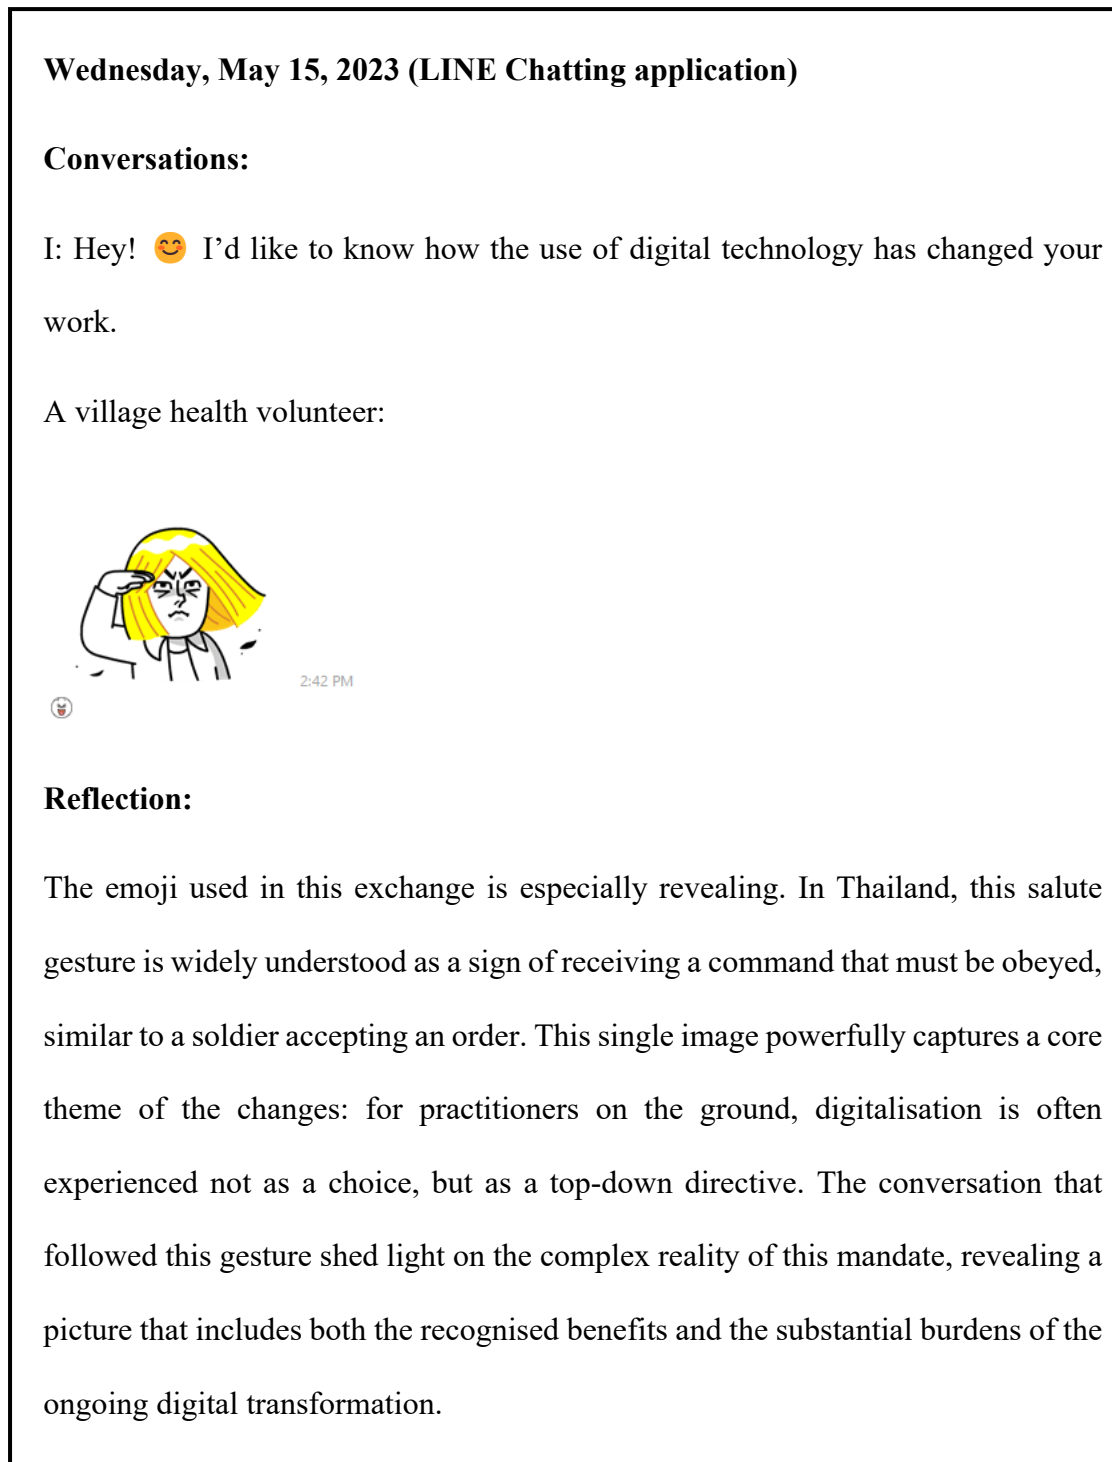 Wednesday, May 15, 2023 (LINE Chatting application)
Conversations:
I: Hey! 😊 I’d like to know how the use of digital technology has changed your
work.
A village health volunteer:
2:42 PM
Reflection:
The emoji used in this exchange is especially revealing. In Thailand, this salute
gesture is widely understood as a sign of receiving a command that must be obeyed,
similar to a soldier accepting an order. This single image powerfully captures a core
theme of the changes: for practitioners on the ground, digitalisation is often
experienced not as a choice, but as a top-down directive. The conversation that
followed this gesture shed light on the complex reality of this mandate, revealing a
picture that includes both the recognised benefits and the substantial burdens of the
ongoing digital transformation.